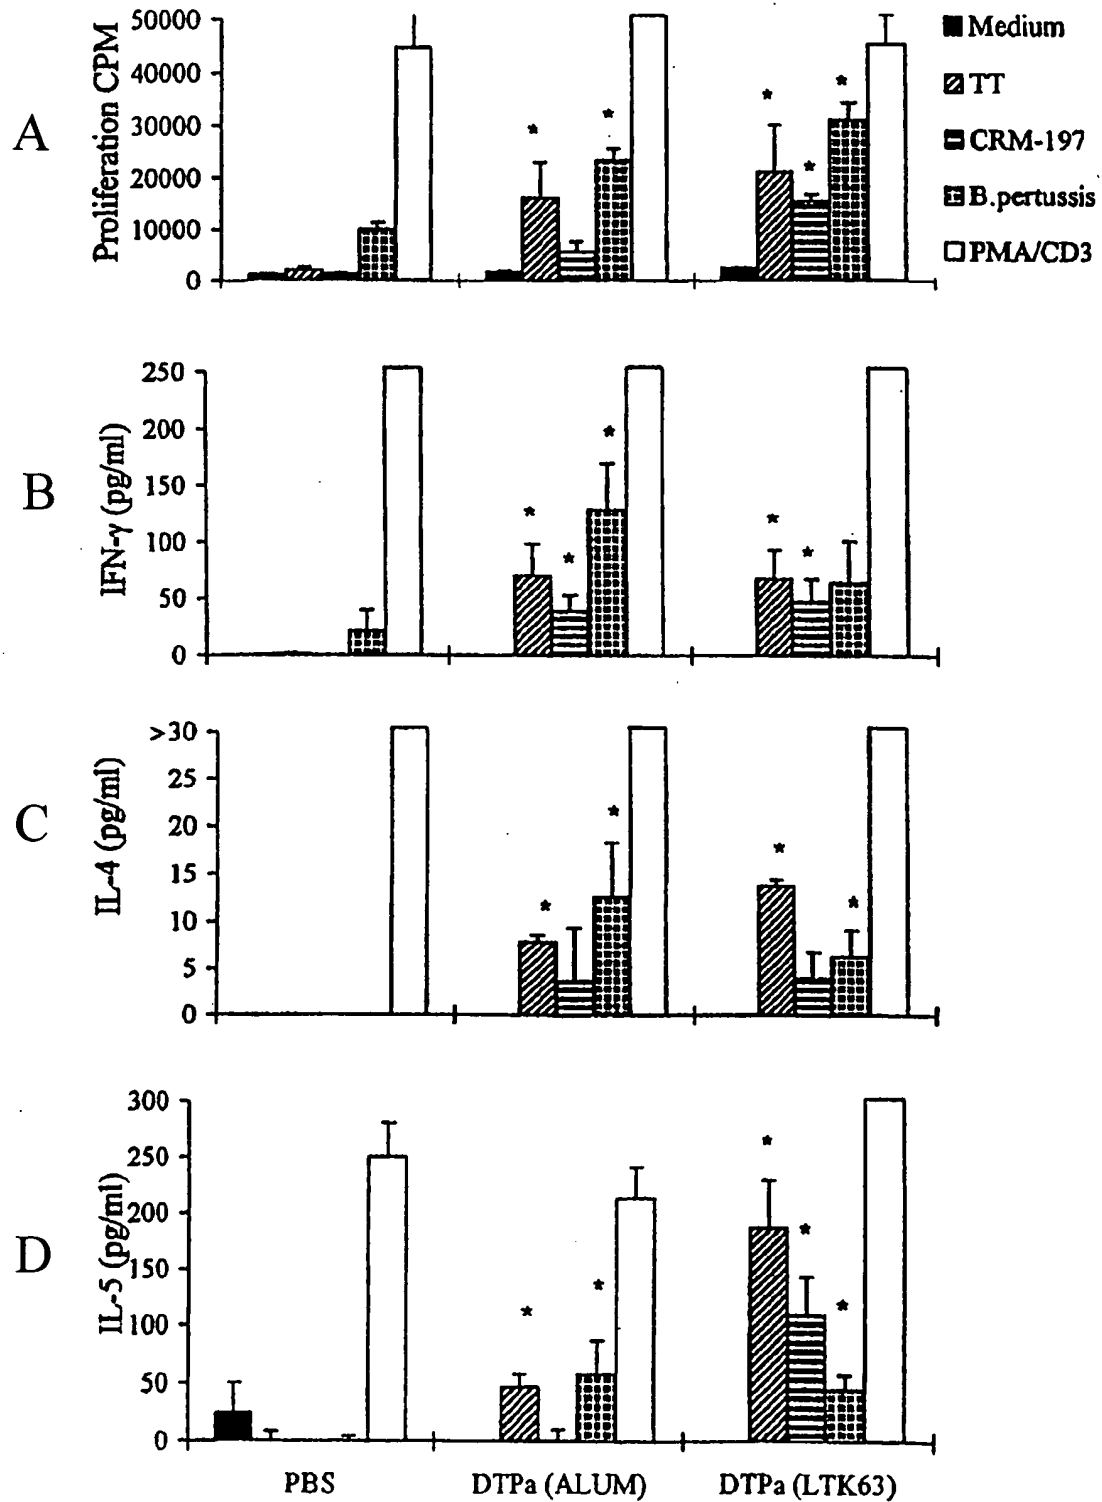 A
Proliferation CPM
50000
40000
30000
20000
10000
0
* * * * *
Medium
TT
CRM-197
B.pertussis
PMA/CD3
B
IFN-γ (pg/ml)
250
200
150
100
50
0
* * * * *
C
IL-4 (pg/ml)
>30
25
20
15
10
5
0
* * * *
D
IL-5 (pg/ml)
300
250
200
150
100
50
0
* * * * *
PBS DTPa (ALUM) DTPa (LTK63)